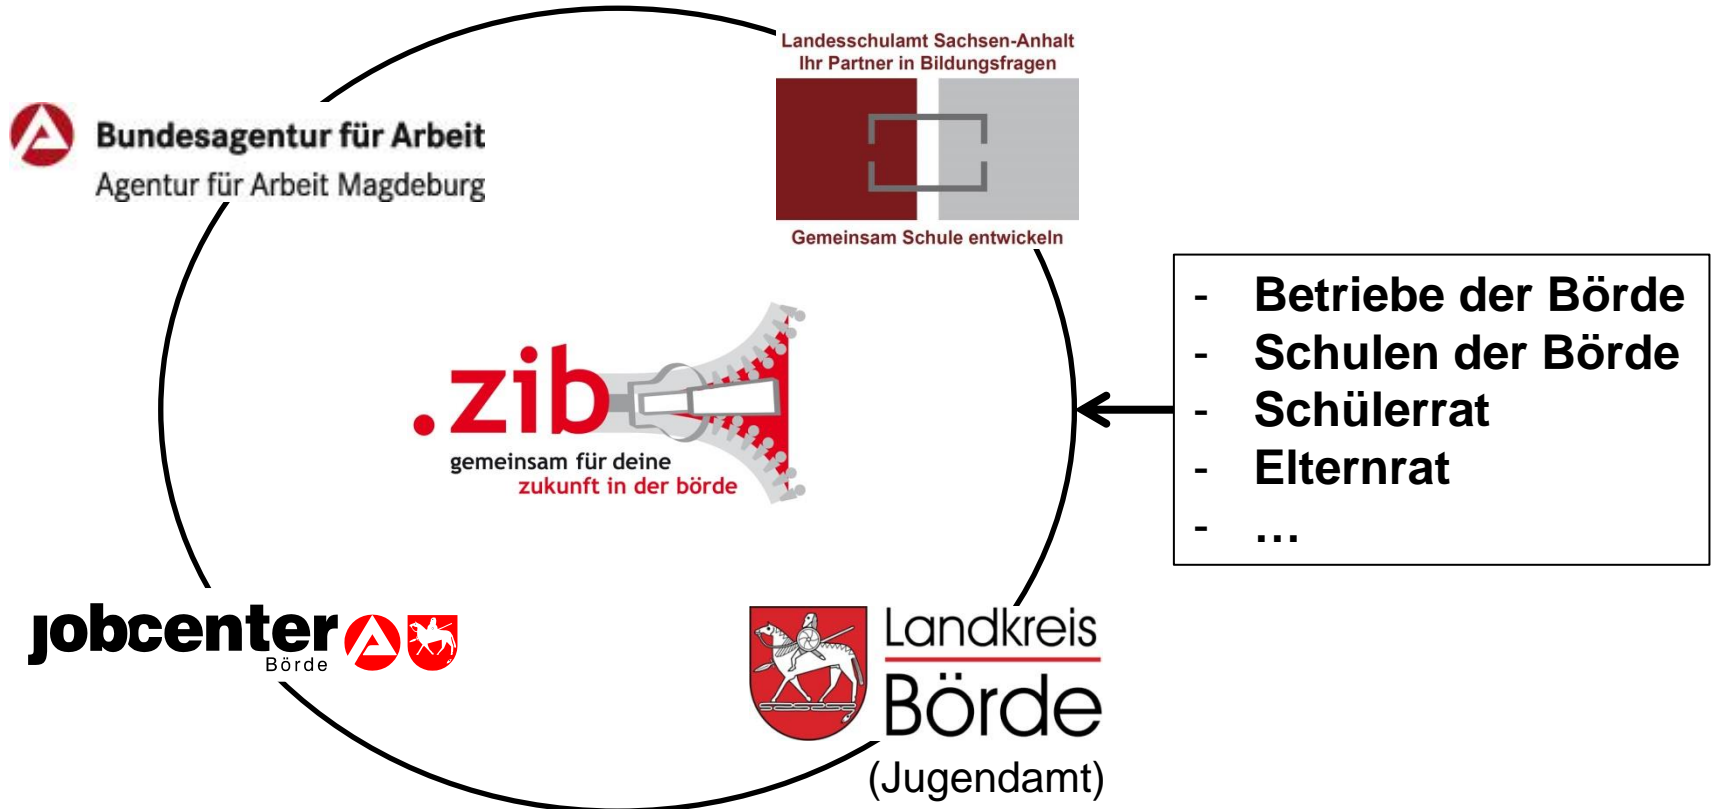 Landesschulamt Sachsen-Anhalt
Ihr Partner in Bildungsfragen
Gemeinsam Schule entwickeln
Bundesagentur für Arbeit
Agentur für Arbeit Magdeburg
.zib
gemeinsam für deine
zukunft in der börde
- Betriebe der Börde
- Schulen der Börde
- Schülerrat
- Elternrat
- …
jobcenter
Börde
Landkreis
Börde
(Jugendamt)